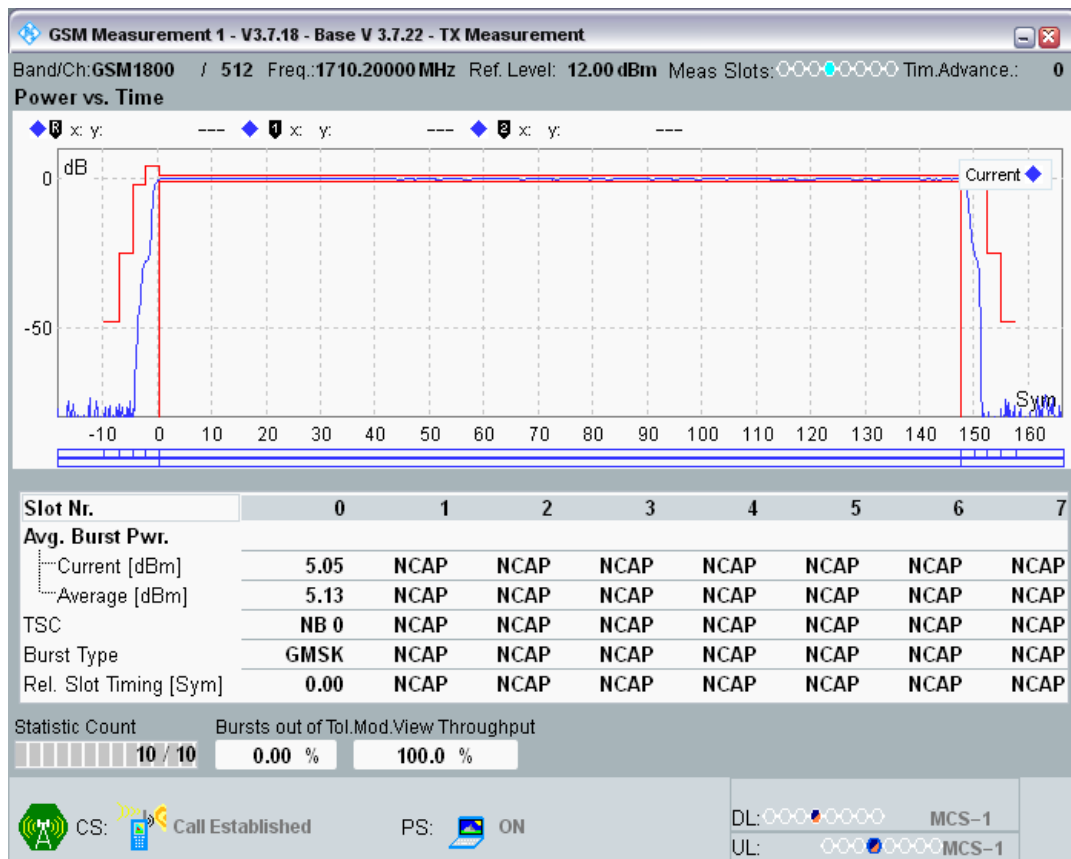 GSM Measurement 1 - V3.7.18 - Base V 3.7.22 - TX Measurement
Band/Ch:GSM1800 / 512 Freq.:1710.20000 MHz Ref. Level: 12.00 dBm Meas Slots: Tim.Advance.: 0
Power vs. Time
R x: y: --- 1 x: y: --- 2 x: y: ---
dB
0
Current
-50
Sym
-10 0 10 20 30 40 50 60 70 80 90 100 110 120 130 140 150 160
Slot Nr. 0 1 2 3 4 5 6 7
Avg. Burst Pwr.
Current [dBm] 5.05 NCAP NCAP NCAP NCAP NCAP NCAP NCAP
Average [dBm] 5.13 NCAP NCAP NCAP NCAP NCAP NCAP NCAP
TSC NB 0 NCAP NCAP NCAP NCAP NCAP NCAP NCAP
Burst Type GMSK NCAP NCAP NCAP NCAP NCAP NCAP NCAP
Rel. Slot Timing [Sym] 0.00 NCAP NCAP NCAP NCAP NCAP NCAP NCAP
Statistic Count Bursts out of Tol.Mod.View Throughput
10 / 10 0.00 % 100.0 %
CS: Call Established PS: ON
DL: MCS-1
UL: MCS-1